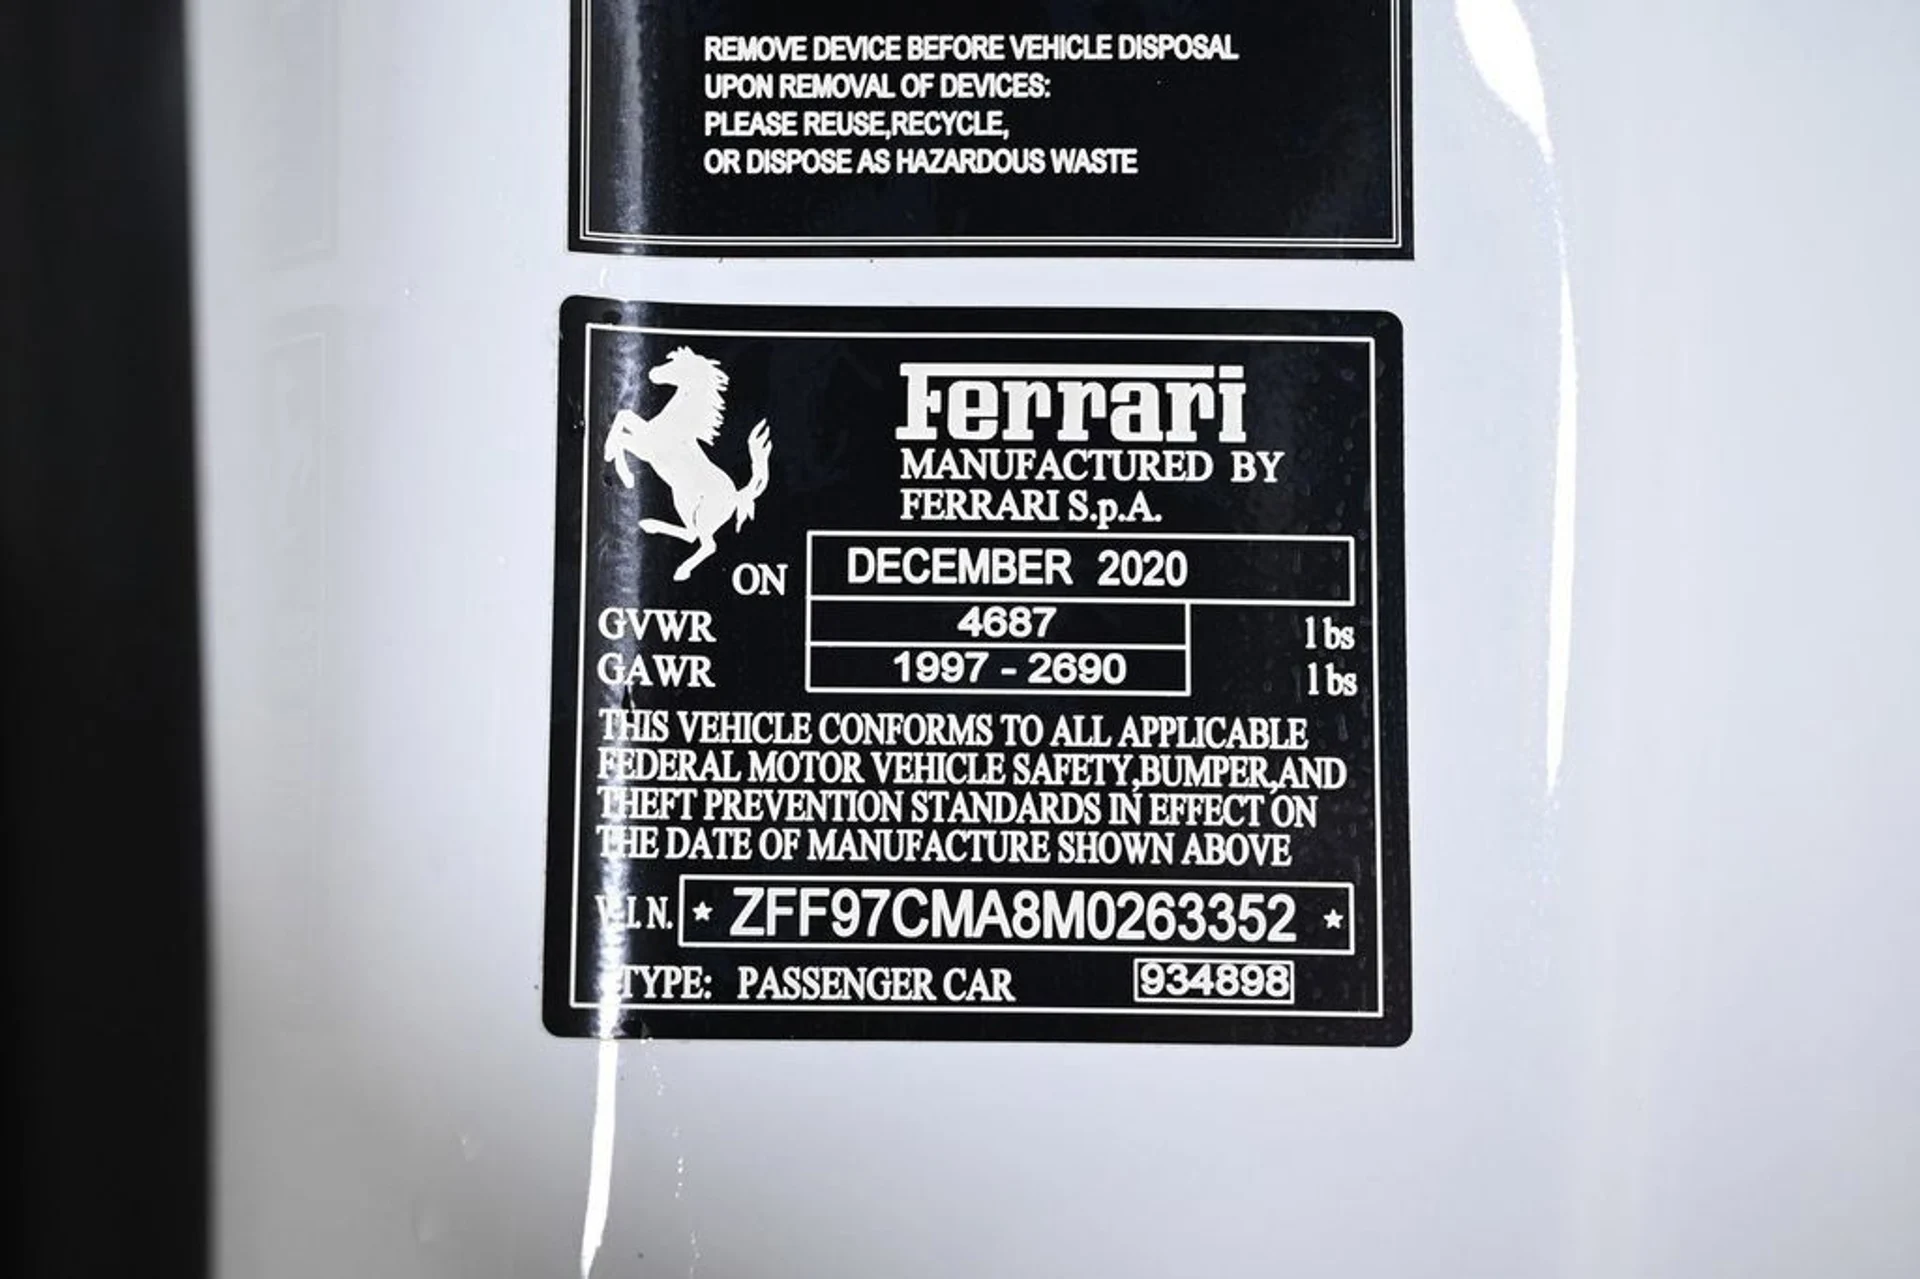 REMOVE DEVICE BEFORE VEHICLE DISPOSAL
UPON REMOVAL OF DEVICES:
PLEASE REUSE,RECYCLE,
OR DISPOSE AS HAZARDOUS WASTE
Ferrari
MANUFACTURED BY
FERRARI S.p.A.
ON DECEMBER 2020
GVWR 4687 lbs
GAWR 1997 - 2690 lbs
THIS VEHICLE CONFORMS TO ALL APPLICABLE
FEDERAL MOTOR VEHICLE SAFETY,BUMPER,AND
THEFT PREVENTION STANDARDS IN EFFECT ON
THE DATE OF MANUFACTURE SHOWN ABOVE
V.I.N. * ZFF97CMA8M0263352 *
TYPE: PASSENGER CAR 934898